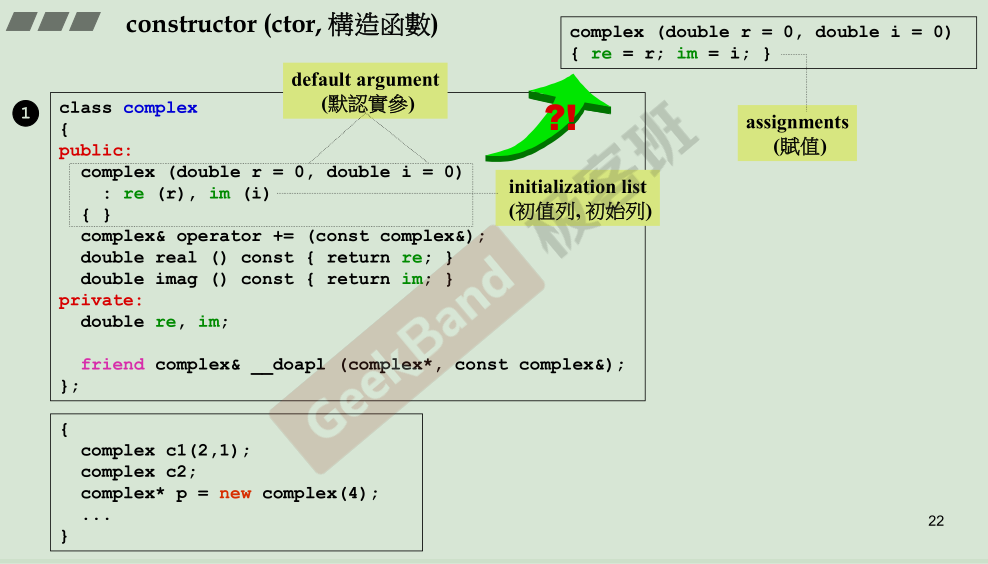 constructor (ctor, 構造函數)
complex (double r = 0, double i = 0)
{ re = r; im = i; }
assignments
(賦值)
default argument
(默認實參)
?!
initialization list
(初值列, 初始列)
1
class complex
{
public:
complex (double r = 0, double i = 0)
: re (r), im (i)
{ }
complex& operator += (const complex&);
double real () const { return re; }
double imag () const { return im; }
private:
double re, im;
friend complex& __doapl (complex*, const complex&);
};
{
complex c1(2,1);
complex c2;
complex* p = new complex(4);
...
}
GeekBand
极客班
22